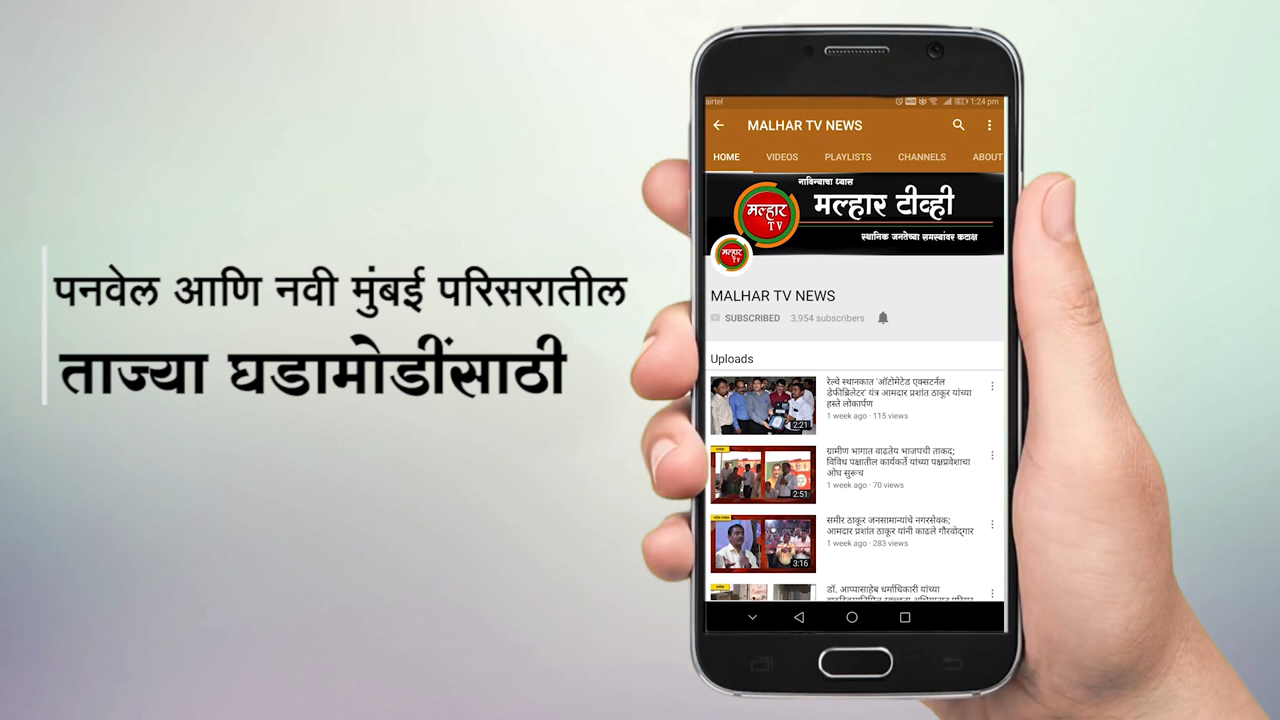 पनवेल आणि नवी मुंबई परिसरातील
ताज्या घडामोडींसाठी
airtel
1:24 pm
MALHAR TV NEWS
HOME VIDEOS PLAYLISTS CHANNELS ABOUT
नाविन्याचा ध्यास
मल्हार TV
मल्हार टीव्ही
स्थानिक जनतेच्या समस्यांवर कटाक्ष
मल्हार TV
MALHAR TV NEWS
SUBSCRIBED 3,954 subscribers
Uploads
रेल्वे स्थानकात 'ऑटोमेटेड एक्सटर्नल
डेफीब्रिलेटर' यंत्र आमदार प्रशांत ठाकूर यांच्या
हस्ते लोकार्पण
1 week ago · 115 views
2:21
ग्रामीण भागात वाढतेय भाजपची ताकद;
विविध पक्षातील कार्यकर्ते यांच्या पक्षप्रवेशाचा
ओघ सुरूच
1 week ago · 70 views
2:51
समीर ठाकूर जनसामान्यांचे नगरसेवक;
आमदार प्रशांत ठाकूर यांनी काढले गौरवोद्गार
1 week ago · 283 views
3:16
डॉ. आप्पासाहेब धर्माधिकारी यांच्या